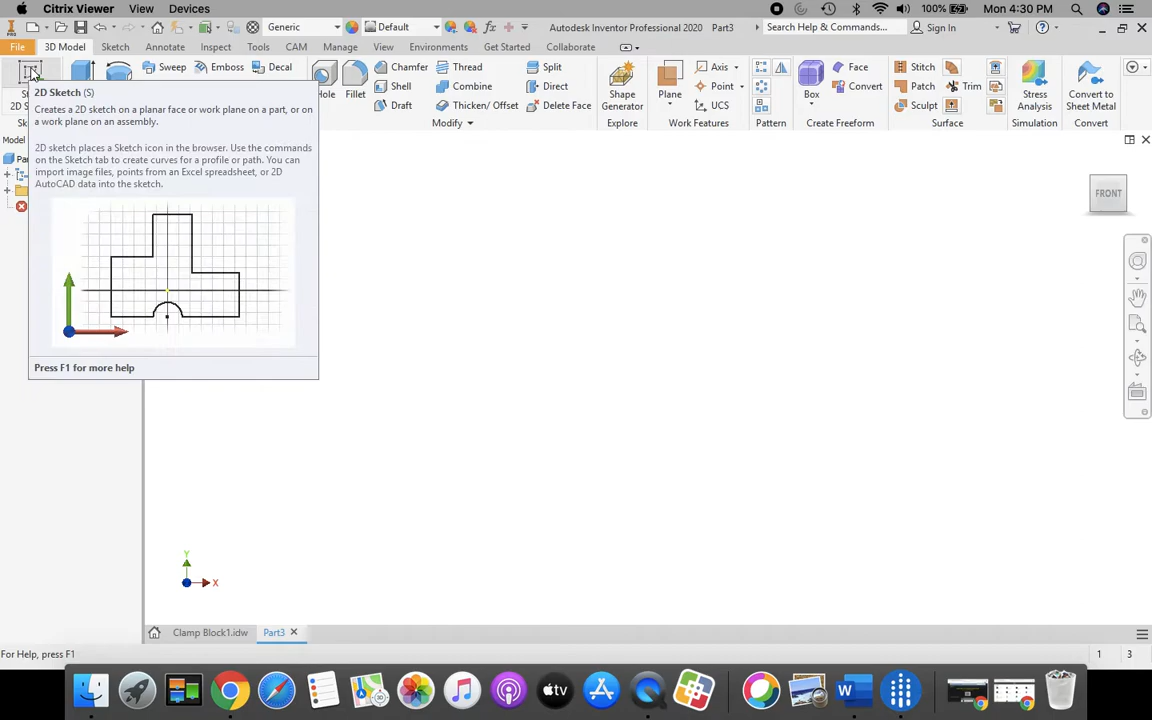 Citrix Viewer View Devices 100% Mon 4:30 PM
PRO Generic Default Autodesk Inventor Professional 2020 Part3 Search Help & Commands... Sign In
File 3D Model Sketch Annotate Inspect Tools CAM Manage View Environments Get Started Collaborate
Sweep Emboss Decal Chamfer Thread Split Axis Point UCS Face Stitch
Shell Combine Direct Convert Patch Trim
Draft Thicken/ Offset Delete Face Sculpt
Hole Fillet Shape Generator Plane Box Stress Analysis Convert to Sheet Metal
Modify Explore Work Features Pattern Create Freeform Surface Simulation Convert
2D Sketch (S)
Creates a 2D sketch on a planar face or work plane on a part, or on
a work plane on an assembly.
2D sketch places a Sketch icon in the browser. Use the commands
on the Sketch tab to create curves for a profile or path. You can
import image files, points from an Excel spreadsheet, or 2D
AutoCAD data into the sketch.
Press F1 for more help
Model
FRONT
Y
X
Clamp Block1.idw Part3
For Help, press F1 1 3
tv
W